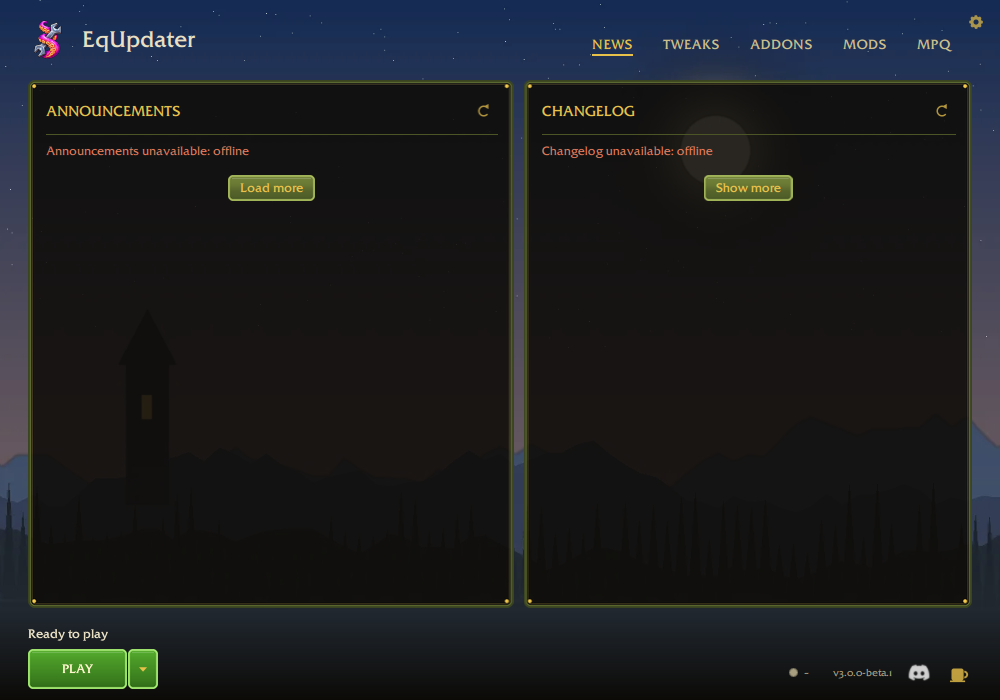 EqUpdater
NEWS TWEAKS ADDONS MODS MPQ
ANNOUNCEMENTS
Announcements unavailable: offline
Load more
CHANGELOG
Changelog unavailable: offline
Show more
Ready to play
PLAY
–
v3.0.0-beta.1